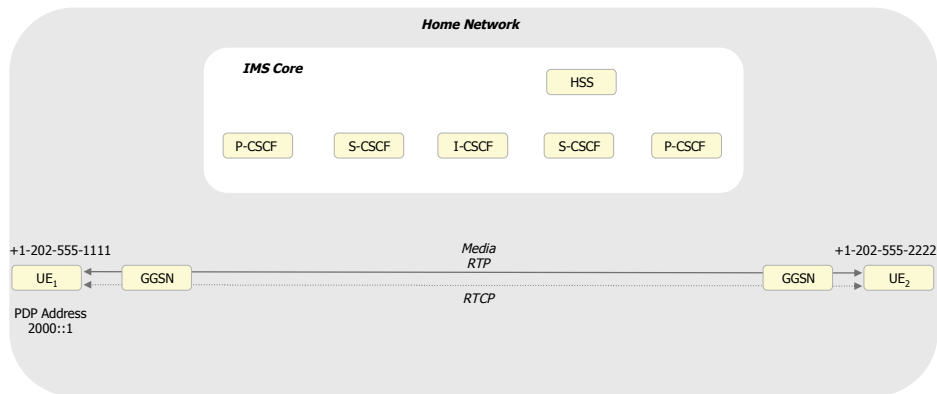 Home Network
IMS Core
HSS
P-CSCF
S-CSCF
I-CSCF
S-CSCF
P-CSCF
+1-202-555-1111
Media
+1-202-555-2222
RTP
UE1
GGSN
GGSN
UE2
RTCP
PDP Address
2000::1